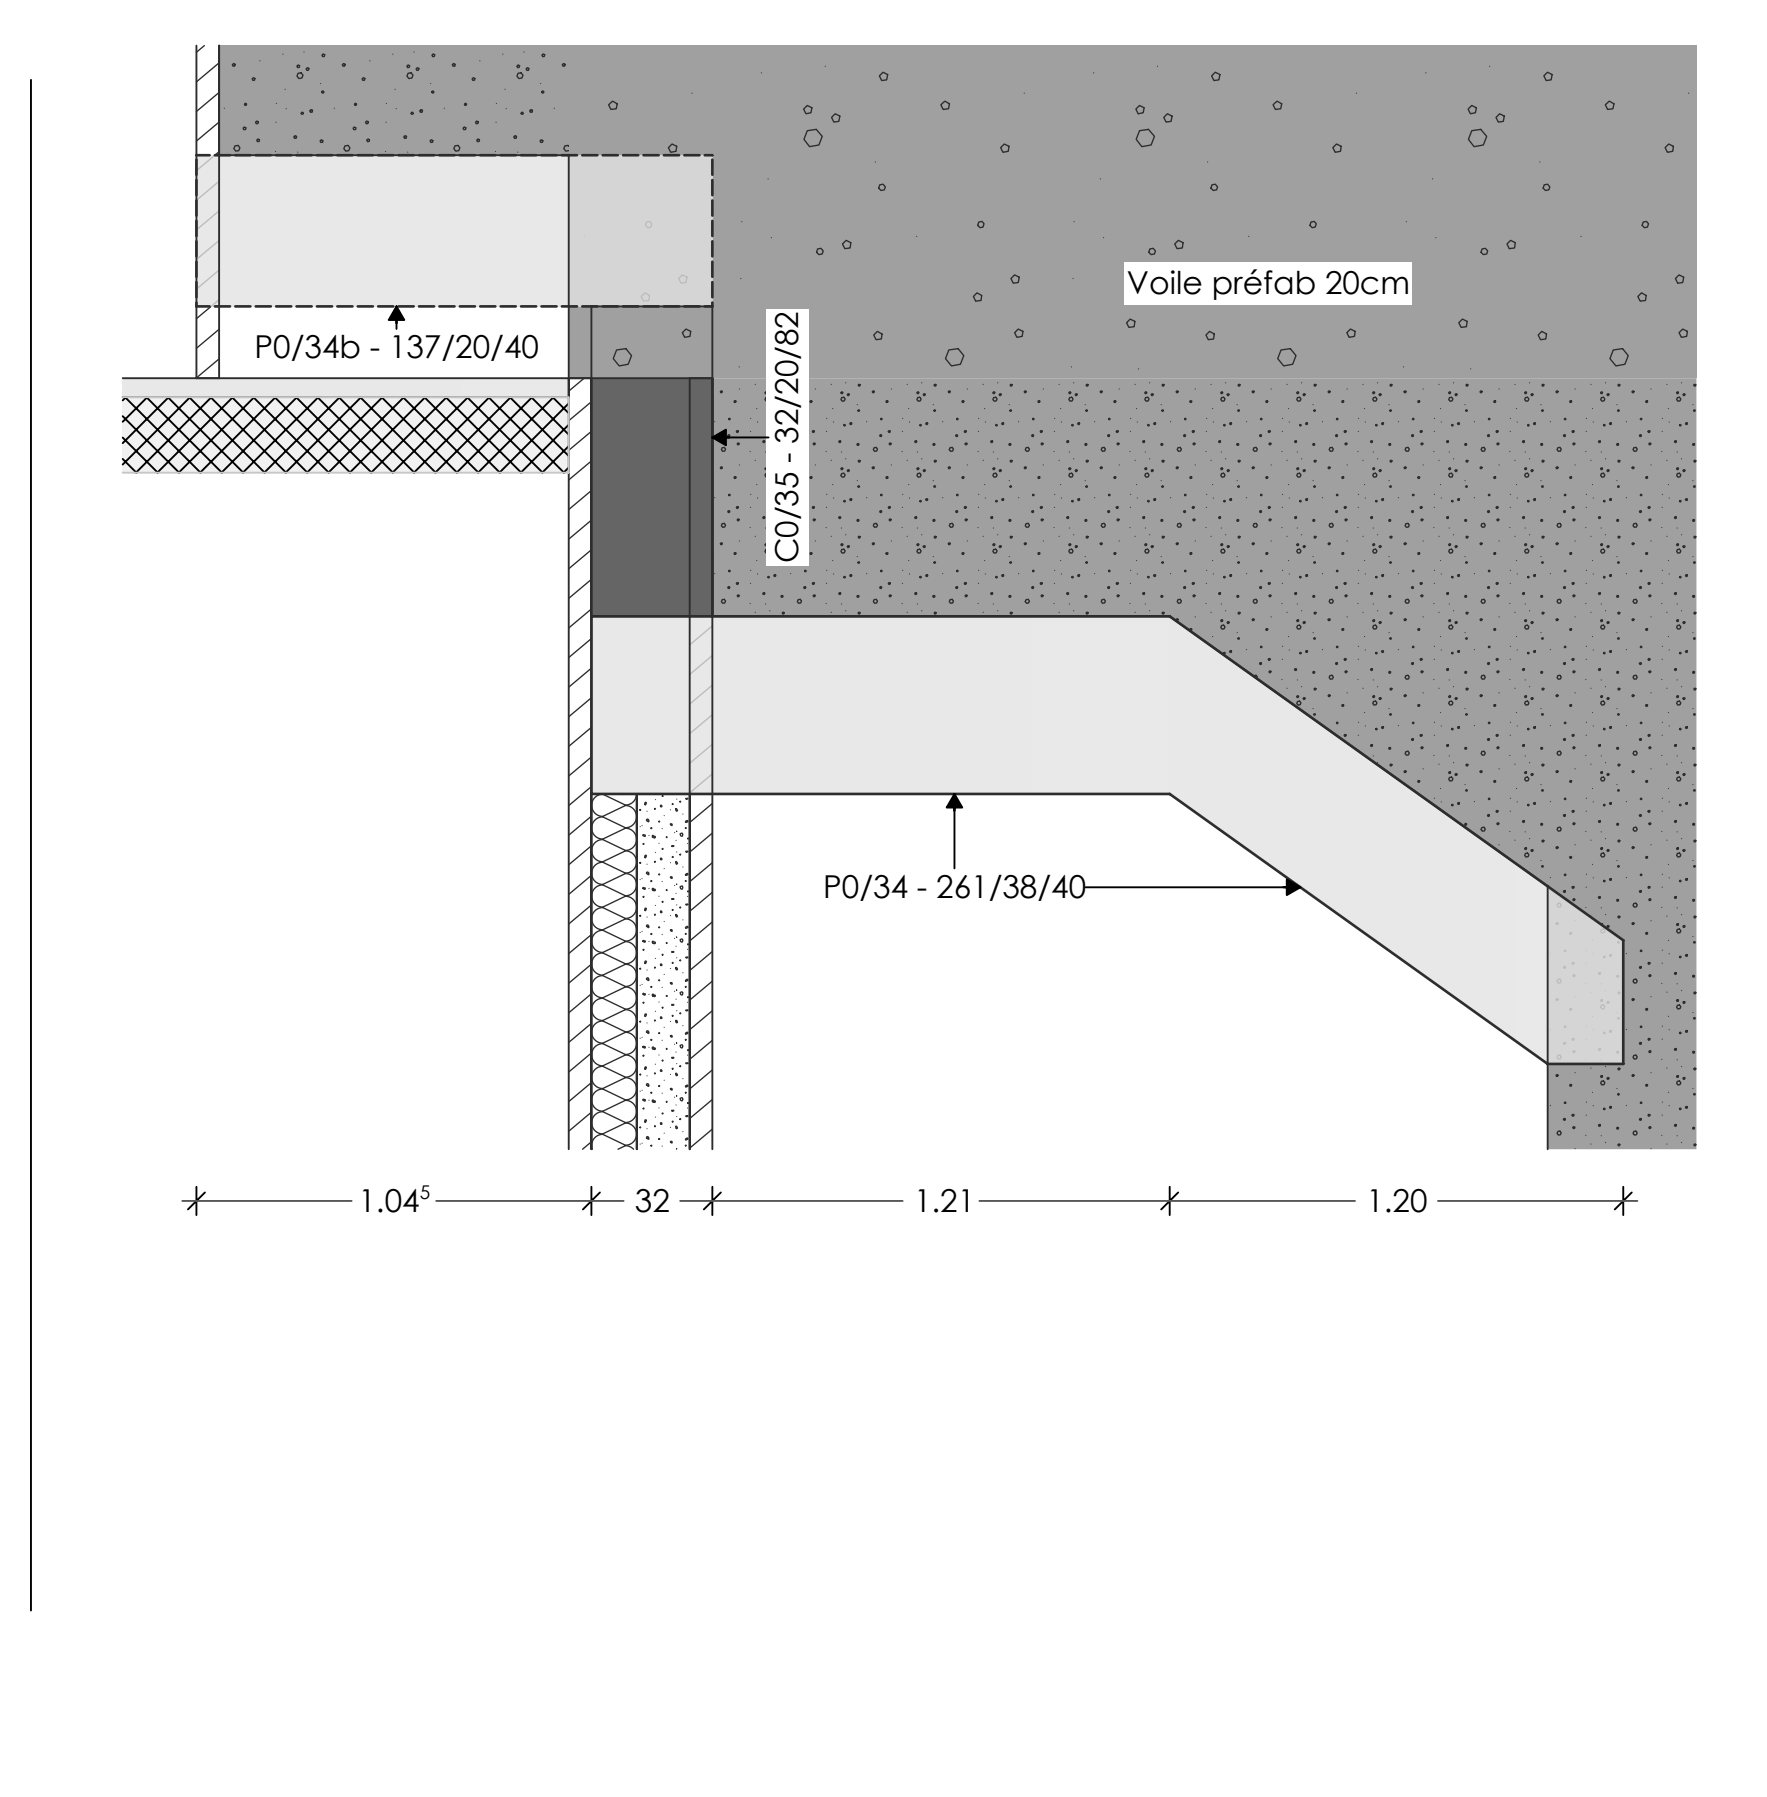 Voile préfab 20cm
P0/34b - 137/20/40
C0/35 - 32/20/82
P0/34 - 261/38/40
1.04⁵ 32 1.21 1.20